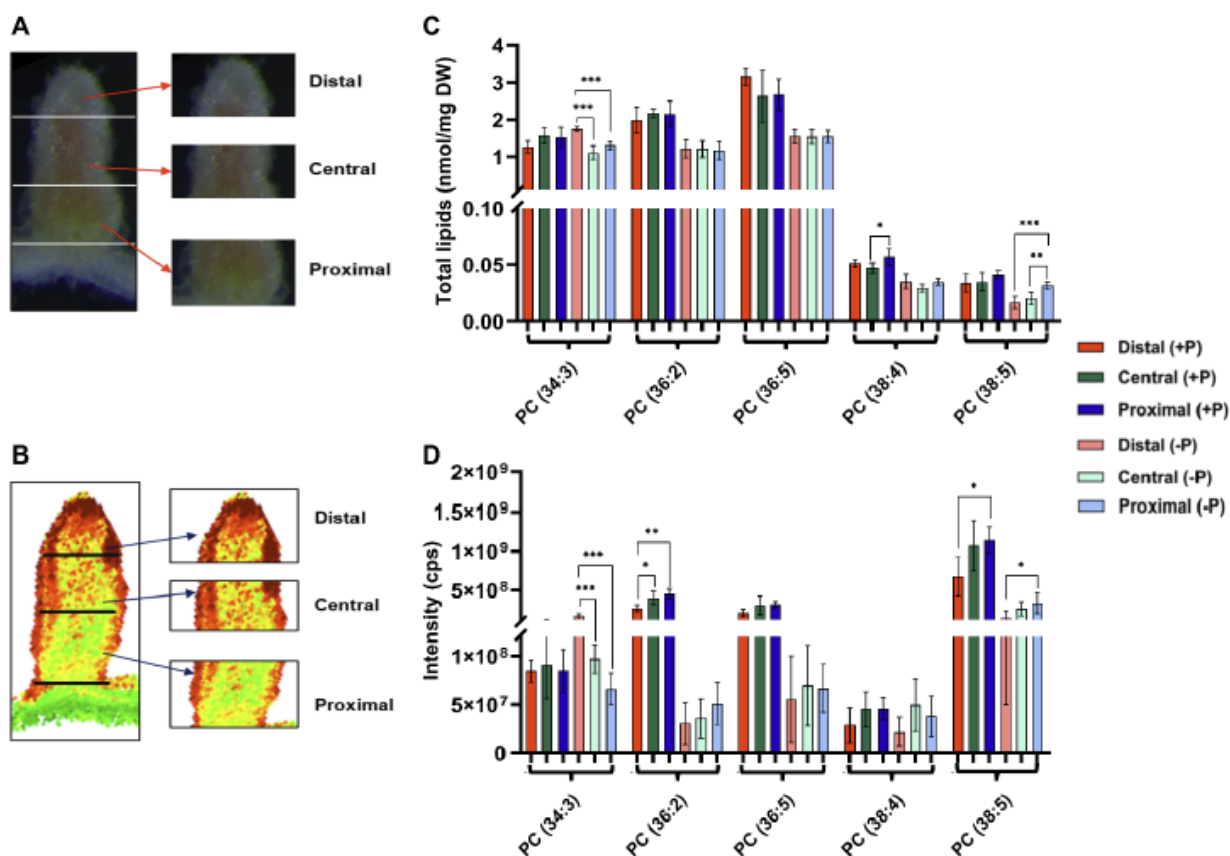 A
Distal
Central
Proximal
B
Distal
Central
Proximal
C
Total lipids (nmol/mg DW)
4
3
2
1
0.10
0.05
0.00
***
***
*
***
**
PC (34:3)
PC (36:2)
PC (36:5)
PC (38:4)
PC (38:5)
Distal (+P)
Central (+P)
Proximal (+P)
Distal (-P)
Central (-P)
Proximal (-P)
D
Intensity (cps)
2×10⁹
1.5×10⁹
1×10⁹
5×10⁸
1×10⁸
5×10⁷
0
***
***
**
*
*
*
PC (34:3)
PC (36:2)
PC (36:5)
PC (38:4)
PC (38:5)